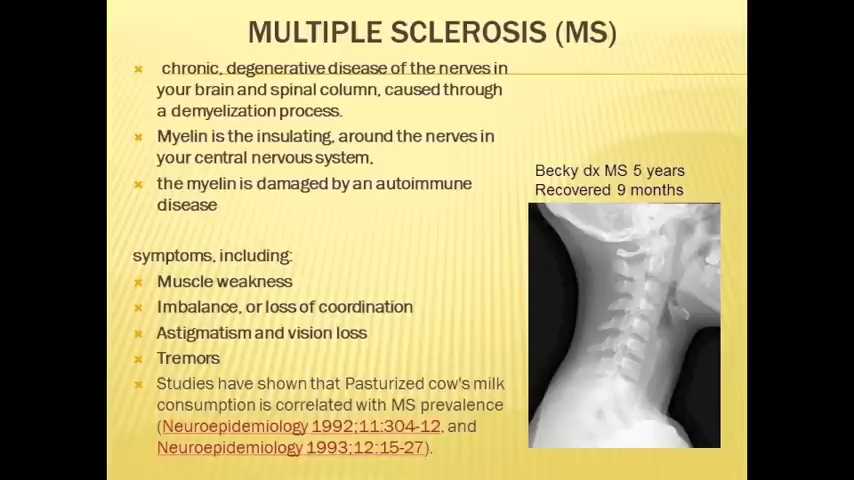 MULTIPLE SCLEROSIS (MS)
chronic, degenerative disease of the nerves in
your brain and spinal column, caused through
a demyelization process.
Myelin is the insulating, around the nerves in
your central nervous system,
the myelin is damaged by an autoimmune
disease
symptoms, including:
Muscle weakness
Imbalance, or loss of coordination
Astigmatism and vision loss
Tremors
Studies have shown that Pasturized cow's milk
consumption is correlated with MS prevalence
(Neuroepidemiology 1992;11:304-12, and
Neuroepidemiology 1993;12:15-27).
Becky dx MS 5 years
Recovered 9 months